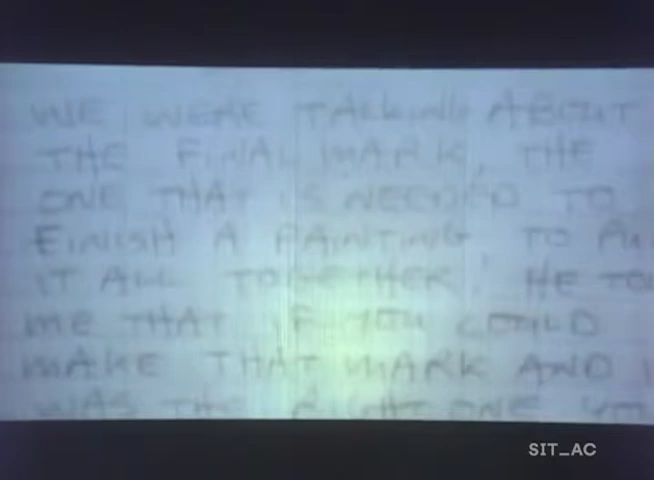 WE WERE TALKING ABOUT
THE FINAL MARK, THE
ONE THAT IS NEEDED TO
FINISH A PAINTING, TO
IT ALL TOGETHER. HE
ME THAT IF YOU COULD
MAKE THAT MARK AND
WAS THE RIGHT ONE
SIT_AC